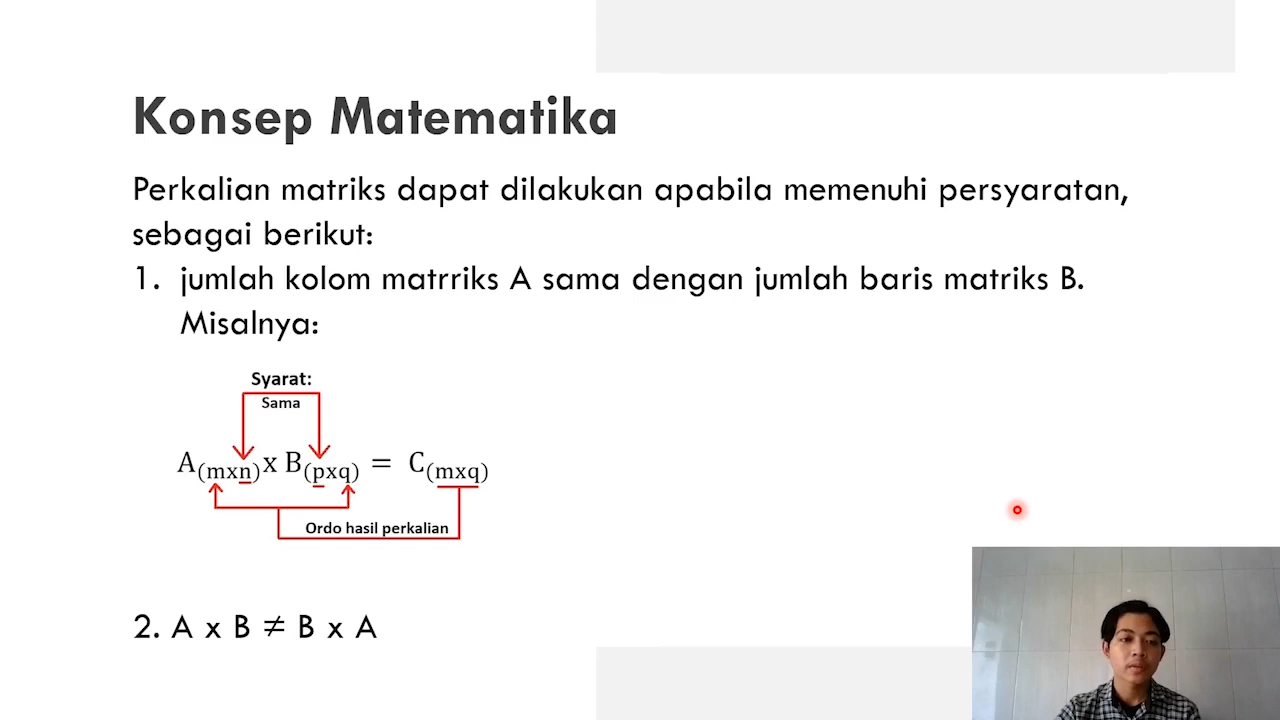 Konsep Matematika
Perkalian matriks dapat dilakukan apabila memenuhi persyaratan,
sebagai berikut:
1. jumlah kolom matrriks A sama dengan jumlah baris matriks B.
Misalnya:
Syarat:
Sama
A(mxn) x B(pxq) = C(mxq)
Ordo hasil perkalian
2. A x B ≠ B x A